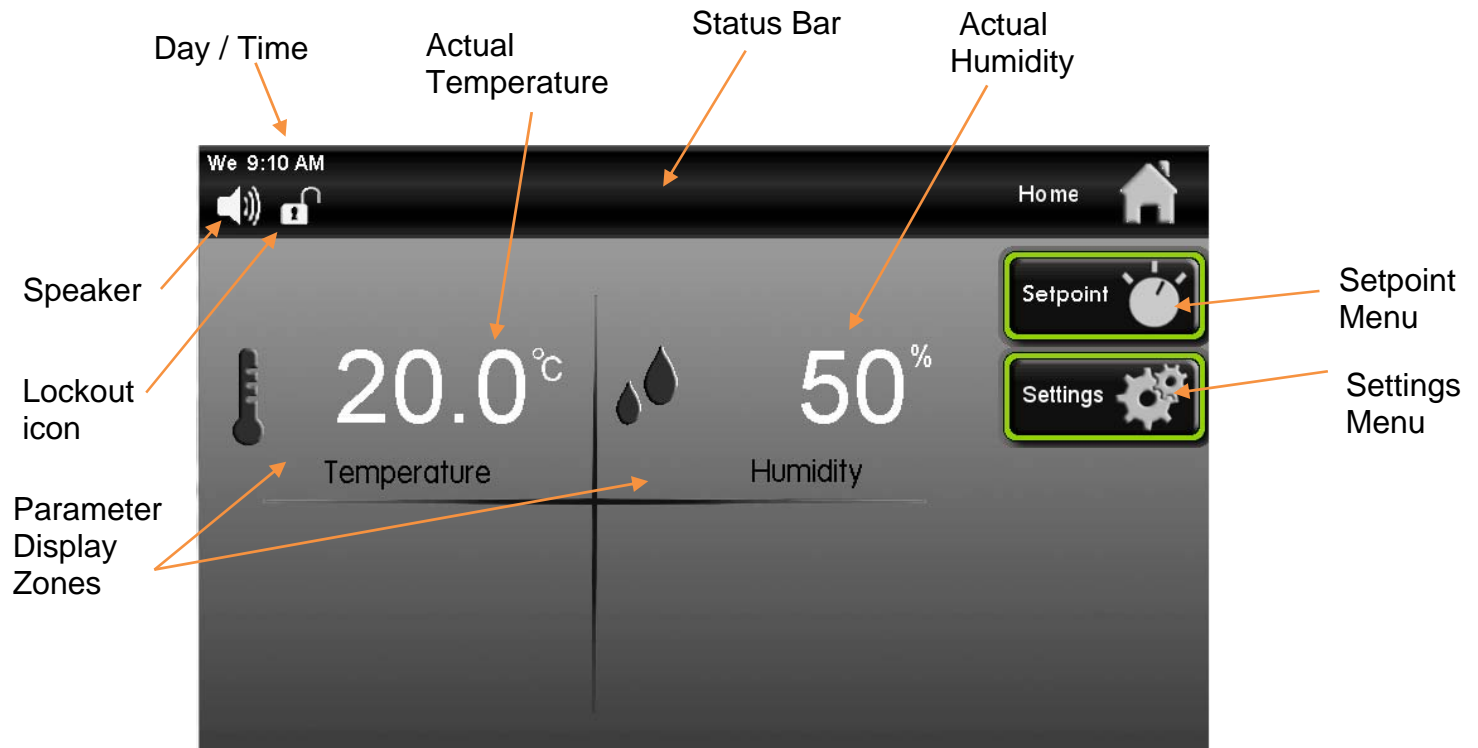 Status Bar
Actual
Humidity
Day / Time
Actual
Temperature
We 9:10 AM
Home
Speaker
Setpoint
Setpoint
Menu
20.0°C
50%
Lockout
icon
Settings
Settings
Menu
Temperature
Humidity
Parameter
Display
Zones